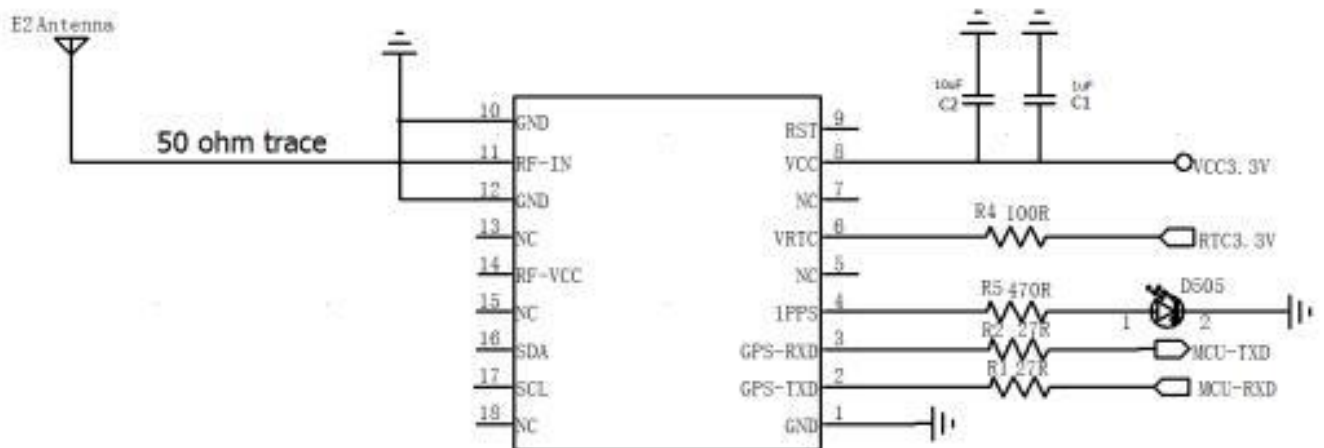 E2 Antenna
50 ohm trace
10uF
C2
1uF
C1
10
GND
11
RF-IN
12
GND
13
NC
14
RF-VCC
15
NC
16
SDA
17
SCL
18
NC
RST
9
VCC
8
VCC3.3V
NC
7
VRTC
6
R4 100R
RTC3.3V
NC
5
1PPS
4
R5 470R
1
D505
2
GPS-RXD
3
R2 27R
MCU-TXD
GPS-TXD
2
R1 27R
MCU-RXD
GND
1